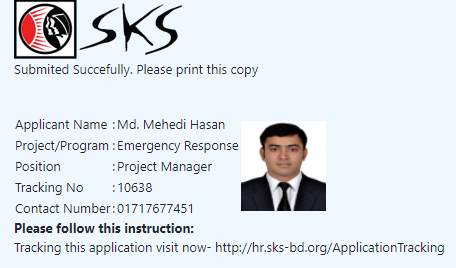 SKS
Submited Succefully. Please print this copy
Applicant Name : Md. Mehedi Hasan
Project/Program : Emergency Response
Position : Project Manager
Tracking No : 10638
Contact Number : 01717677451
Please follow this instruction:
Tracking this application visit now- http://hr.sks-bd.org/ApplicationTracking